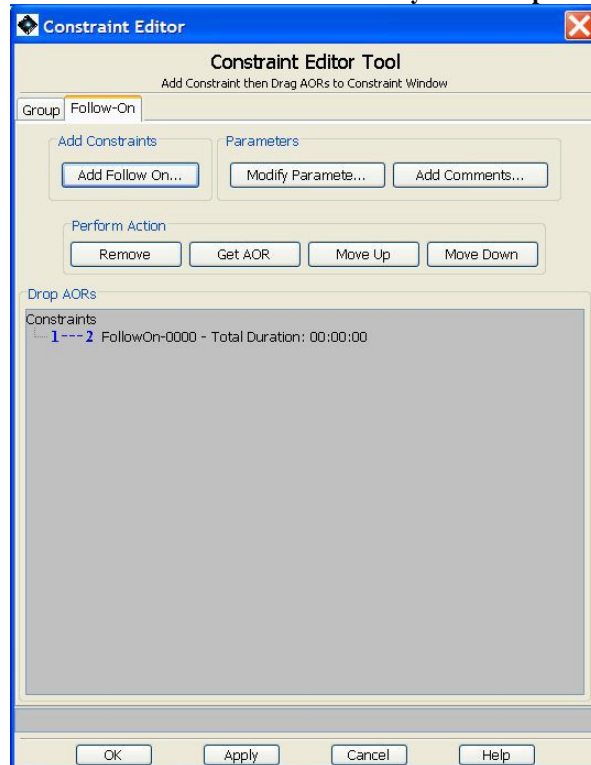 Constraint Editor
Constraint Editor Tool
Add Constraint then Drag AORs to Constraint Window
Group Follow-On
Add Constraints Parameters
Add Follow On... Modify Paramete... Add Comments...
Perform Action
Remove Get AOR Move Up Move Down
Drop AORs
Constraints
1---2 FollowOn-0000 - Total Duration: 00:00:00
OK Apply Cancel Help